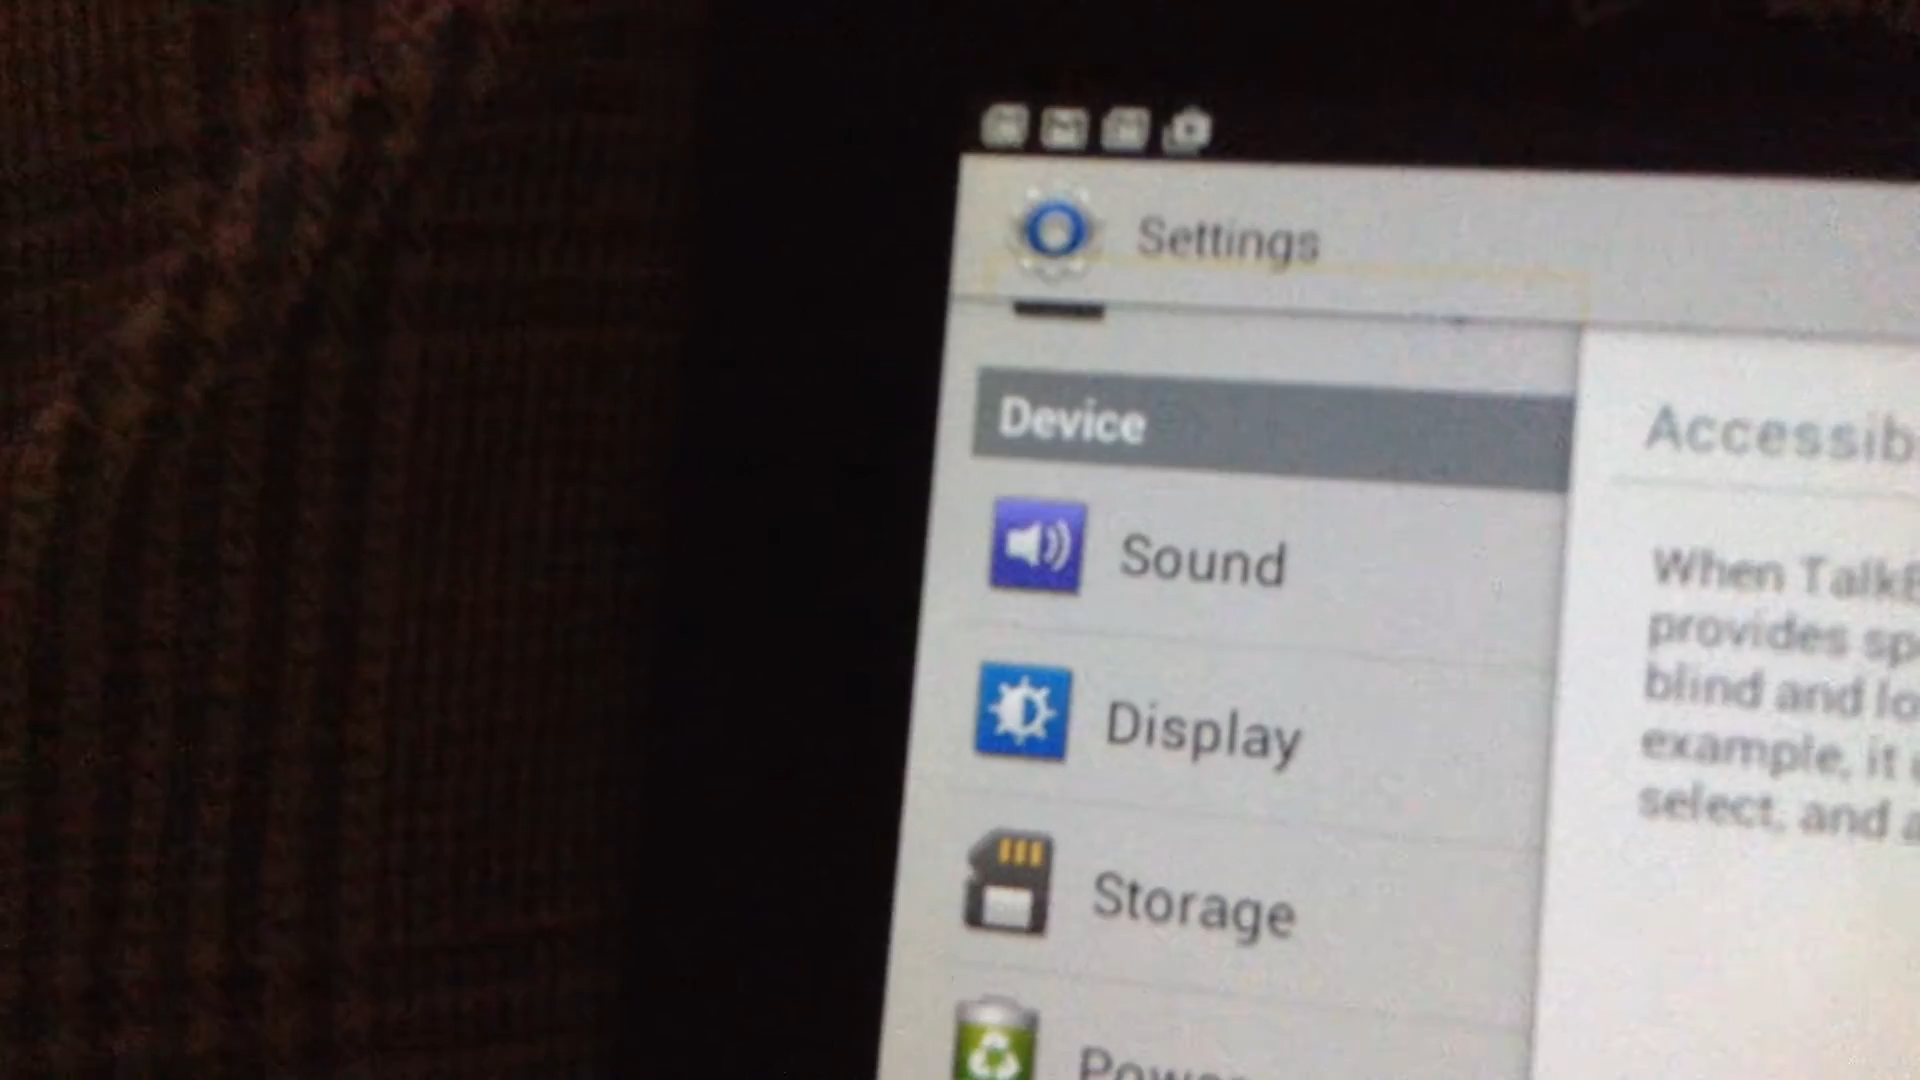 Settings
Device
Sound
Display
Storage
Accessib
When Talk
provides sp
blind and lo
example, it
select, and a